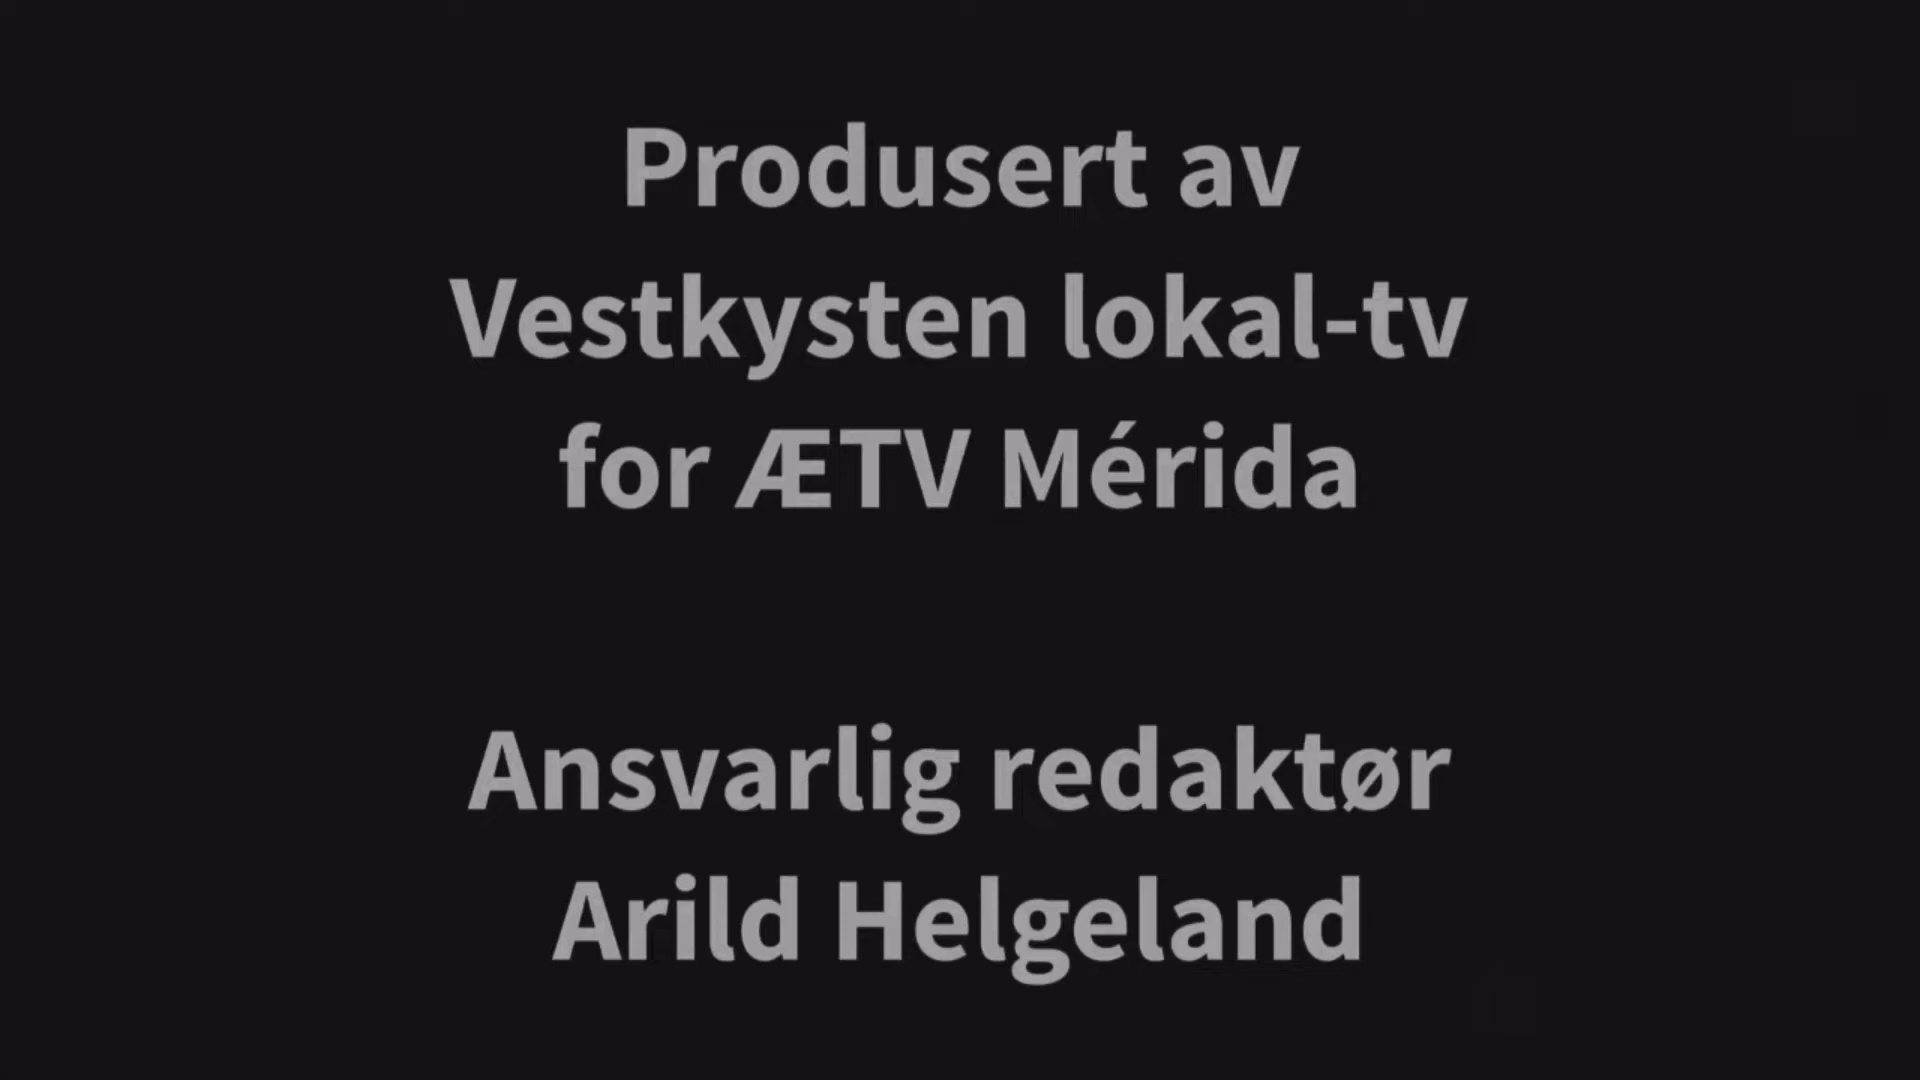 Produsert av
Vestkysten lokal-tv
for ÆTV Mérida
Ansvarlig redaktør
Arild Helgeland